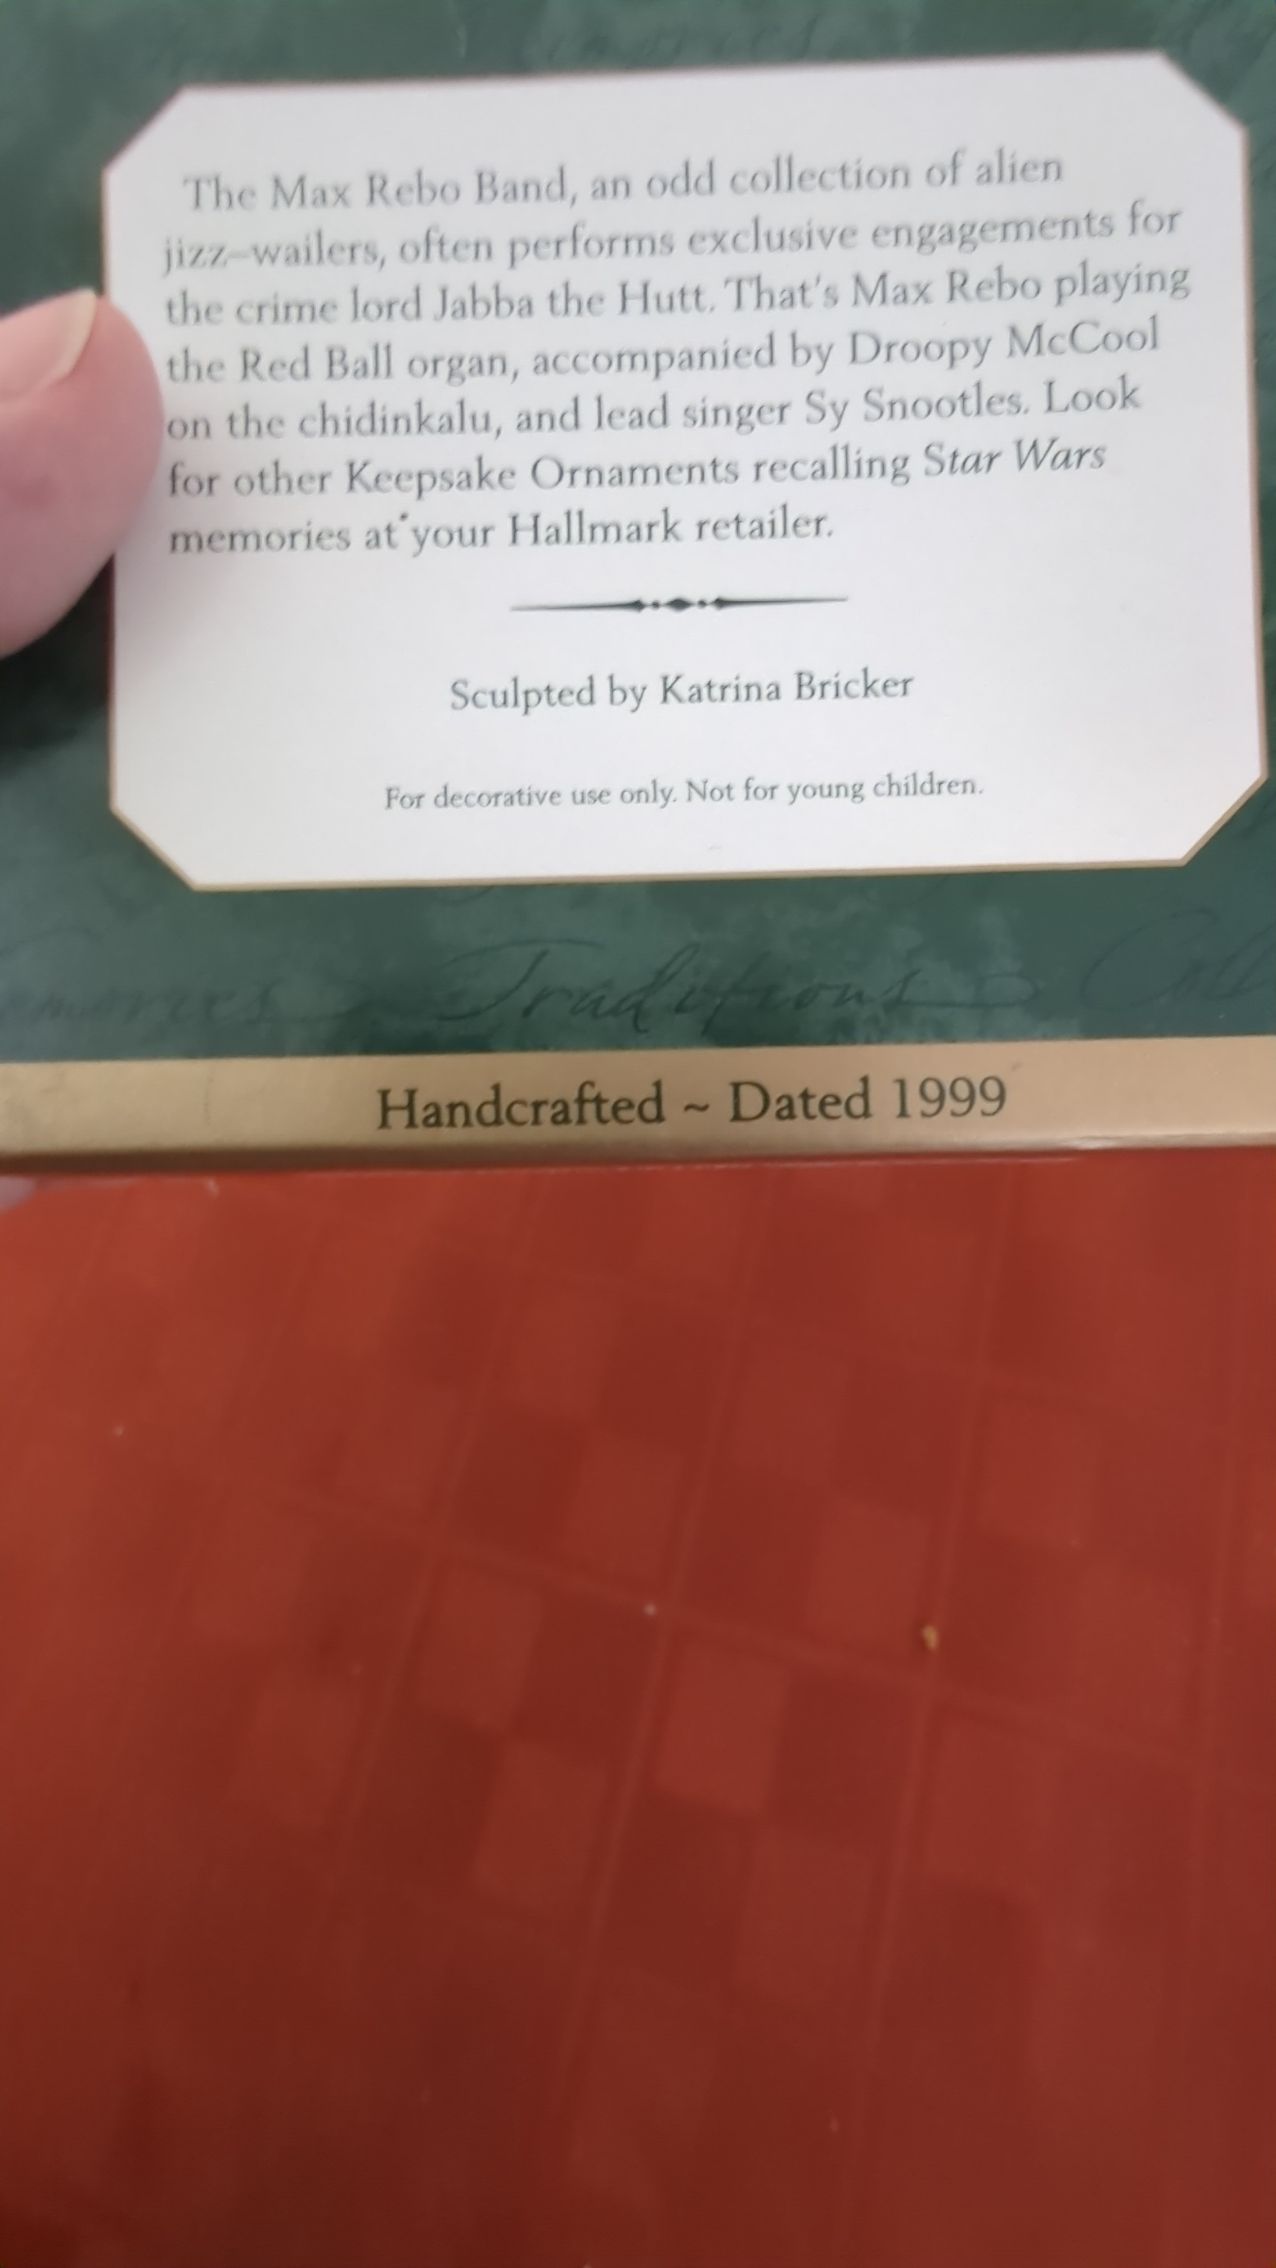 The Max Rebo Band, an odd collection of alien
jizz–wailers, often performs exclusive engagements for
the crime lord Jabba the Hutt. That's Max Rebo playing
the Red Ball organ, accompanied by Droopy McCool
on the chidinkalu, and lead singer Sy Snootles. Look
for other Keepsake Ornaments recalling Star Wars
memories at your Hallmark retailer.
Sculpted by Katrina Bricker
For decorative use only. Not for young children.
Traditions
Handcrafted ~ Dated 1999